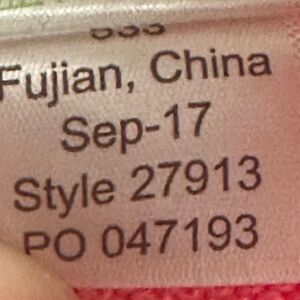 Fujian, China
Sep-17
Style 27913
PO 047193